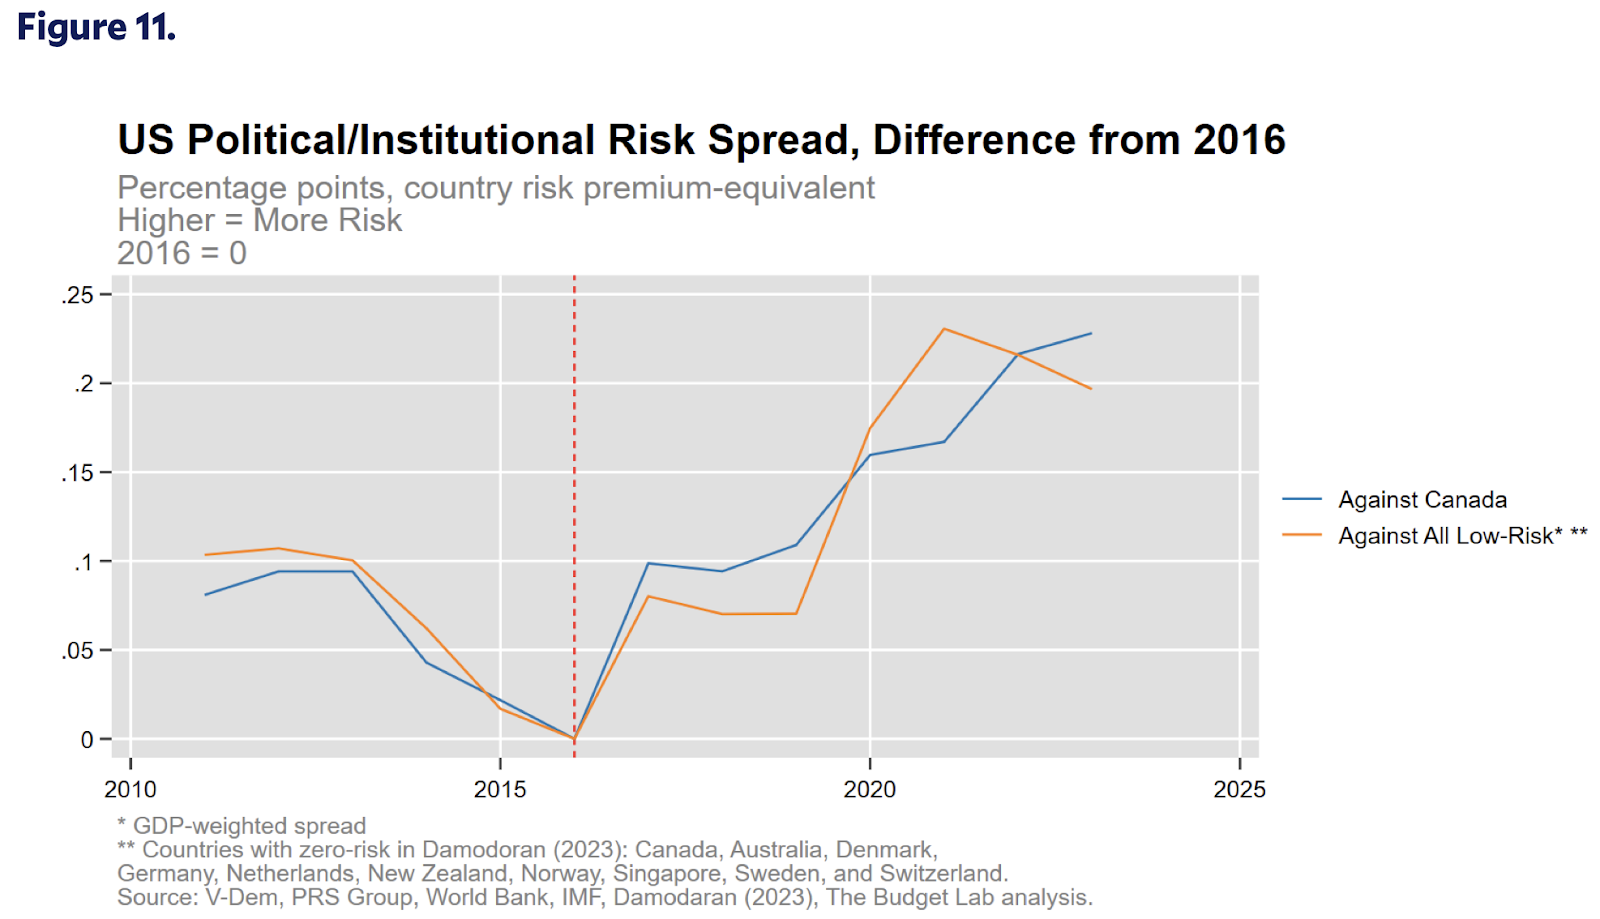 Figure 11.
US Political/Institutional Risk Spread, Difference from 2016
Percentage points, country risk premium-equivalent
Higher = More Risk
2016 = 0
.25
.2
.15
.1
.05
0
2010
2015
2020
2025
Against Canada
Against All Low-Risk* **
* GDP-weighted spread
** Countries with zero-risk in Damodoran (2023): Canada, Australia, Denmark,
Germany, Netherlands, New Zealand, Norway, Singapore, Sweden, and Switzerland.
Source: V-Dem, PRS Group, World Bank, IMF, Damodaran (2023), The Budget Lab analysis.